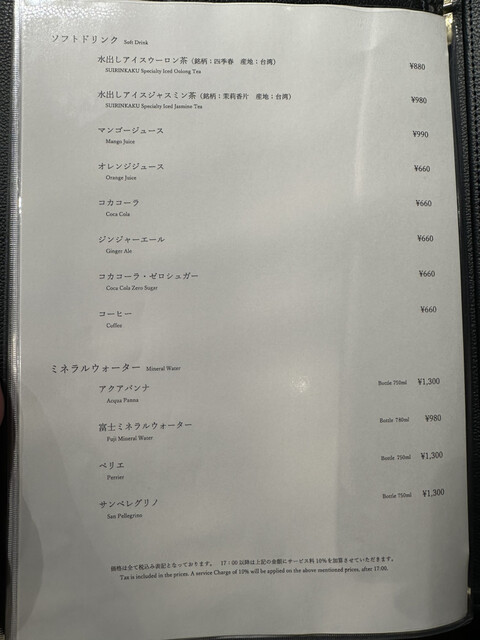 ソフトドリンク Soft Drink
水出しアイスウーロン茶（銘柄；四季春　産地；台湾） ¥880
SUIRINKAKU Specialty Iced Oolong Tea
水出しアイスジャスミン茶（銘柄；茉莉香片　産地；台湾） ¥980
SUIRINKAKU Specialty Iced Jasmine Tea
マンゴージュース ¥990
Mango Juice
オレンジジュース ¥660
Orange Juice
コカコーラ ¥660
Coca Cola
ジンジャーエール ¥660
Ginger Ale
コカコーラ・ゼロシュガー ¥660
Coca Cola Zero Sugar
コーヒー ¥660
Coffee
ミネラルウォーター Mineral Water
アクアパンナ Bottle 750ml ¥1,300
Acqua Panna
富士ミネラルウォーター Bottle 780ml ¥980
Fuji Mineral Water
ペリエ Bottle 750ml ¥1,300
Perrier
サンペレグリノ Bottle 750ml ¥1,300
San Pellegrino
価格は全て税込み表記となっております。　17：00 以降は上記の金額にサービス料 10％を加算させていただきます。
Tax is included in the prices. A service Charge of 10% will be applied on the above mentioned prices, after 17:00.